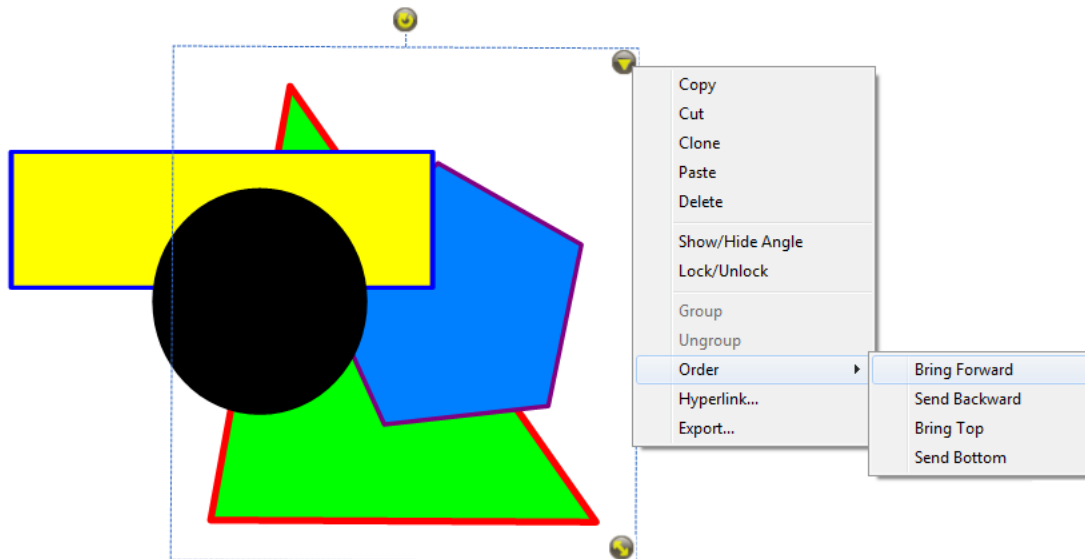 Copy
Cut
Clone
Paste
Delete
Show/Hide Angle
Lock/Unlock
Group
Ungroup
Order
Hyperlink...
Export...
Bring Forward
Send Backward
Bring Top
Send Bottom